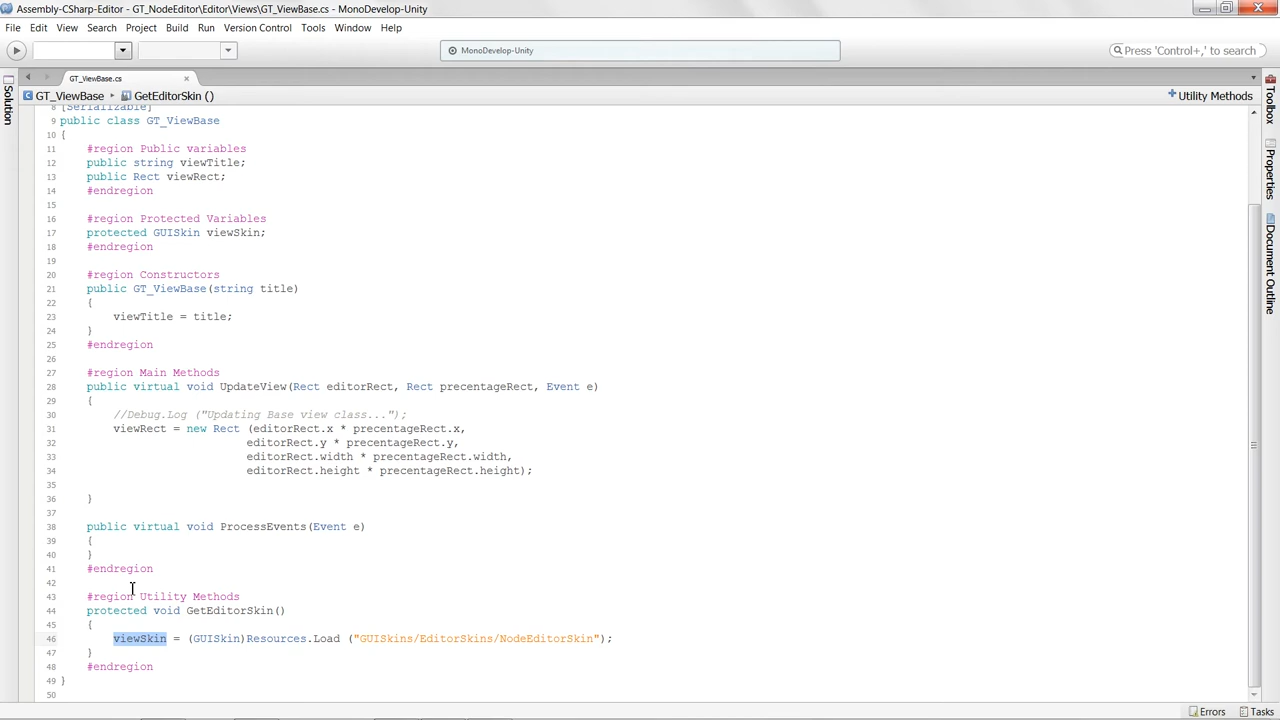 Assembly-CSharp-Editor - GT_NodeEditor\Editor\Views\GT_ViewBase.cs - MonoDevelop-Unity
File Edit View Search Project Build Run Version Control Tools Window Help
MonoDevelop-Unity
Press 'Control+,' to search
GT_ViewBase.cs
GT_ViewBase GetEditorSkin ()
Utility Methods
Solution
Toolbox
Properties
Document Outline
8 [Serializable]
9 public class GT_ViewBase
10 {
11 #region Public variables
12 public string viewTitle;
13 public Rect viewRect;
14 #endregion
15
16 #region Protected Variables
17 protected GUISkin viewSkin;
18 #endregion
19
20 #region Constructors
21 public GT_ViewBase(string title)
22 {
23 viewTitle = title;
24 }
25 #endregion
26
27 #region Main Methods
28 public virtual void UpdateView(Rect editorRect, Rect precentageRect, Event e)
29 {
30 //Debug.Log ("Updating Base view class...");
31 viewRect = new Rect (editorRect.x * precentageRect.x,
32 editorRect.y * precentageRect.y,
33 editorRect.width * precentageRect.width,
34 editorRect.height * precentageRect.height);
35
36 }
37
38 public virtual void ProcessEvents(Event e)
39 {
40 }
41 #endregion
42
43 #region Utility Methods
44 protected void GetEditorSkin()
45 {
46 viewSkin = (GUISkin)Resources.Load ("GUISkins/EditorSkins/NodeEditorSkin");
47 }
48 #endregion
49 }
50
Errors Tasks